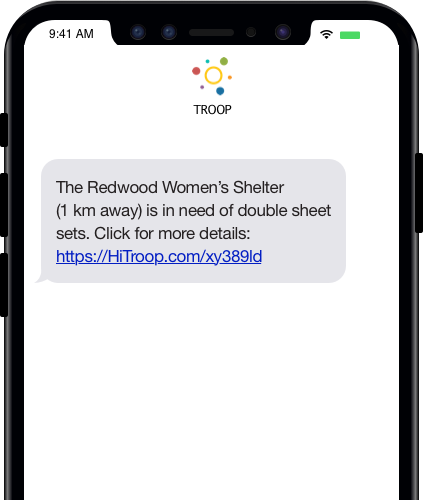 9:41 AM
TROOP
The Redwood Women’s Shelter
(1 km away) is in need of double sheet
sets. Click for more details:
https://HiTroop.com/xy389ld